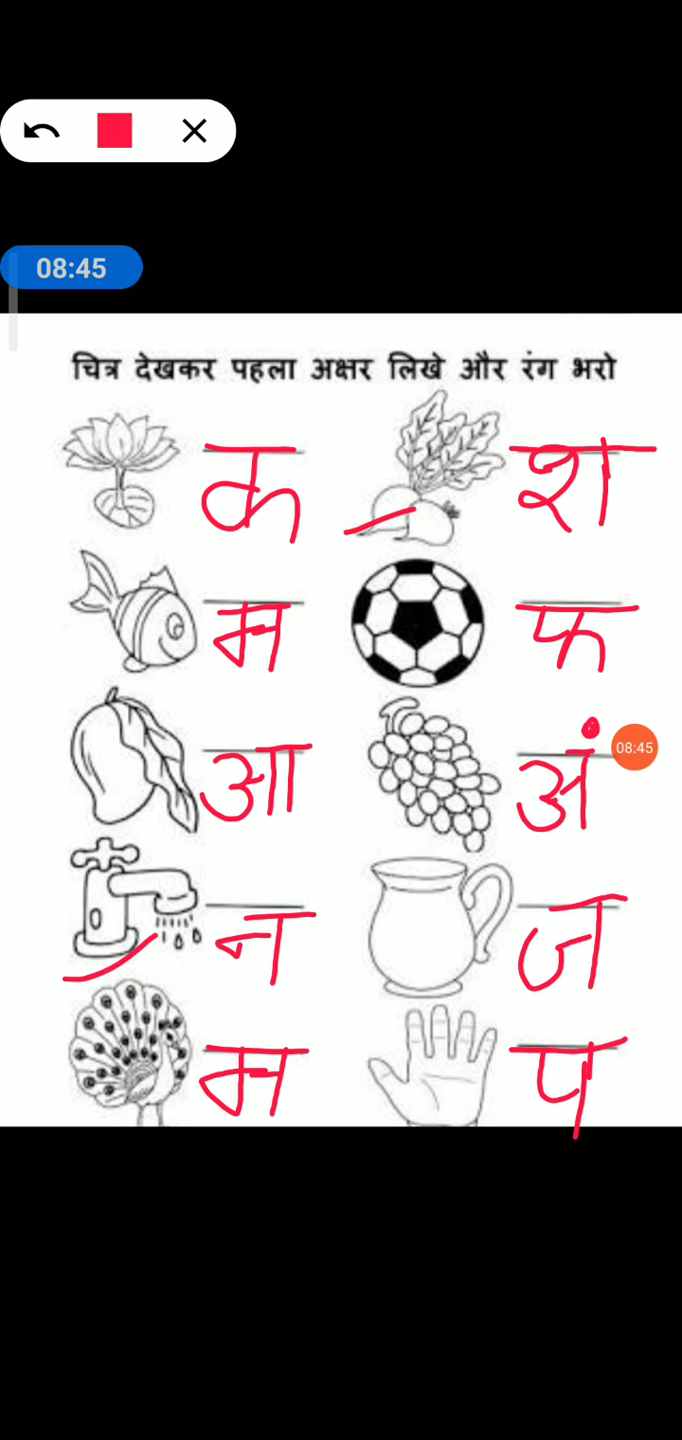 08:45
चित्र देखकर पहला अक्षर लिखे और रंग भरो
क श
म फ
आ अं
08:45
न ज
म प